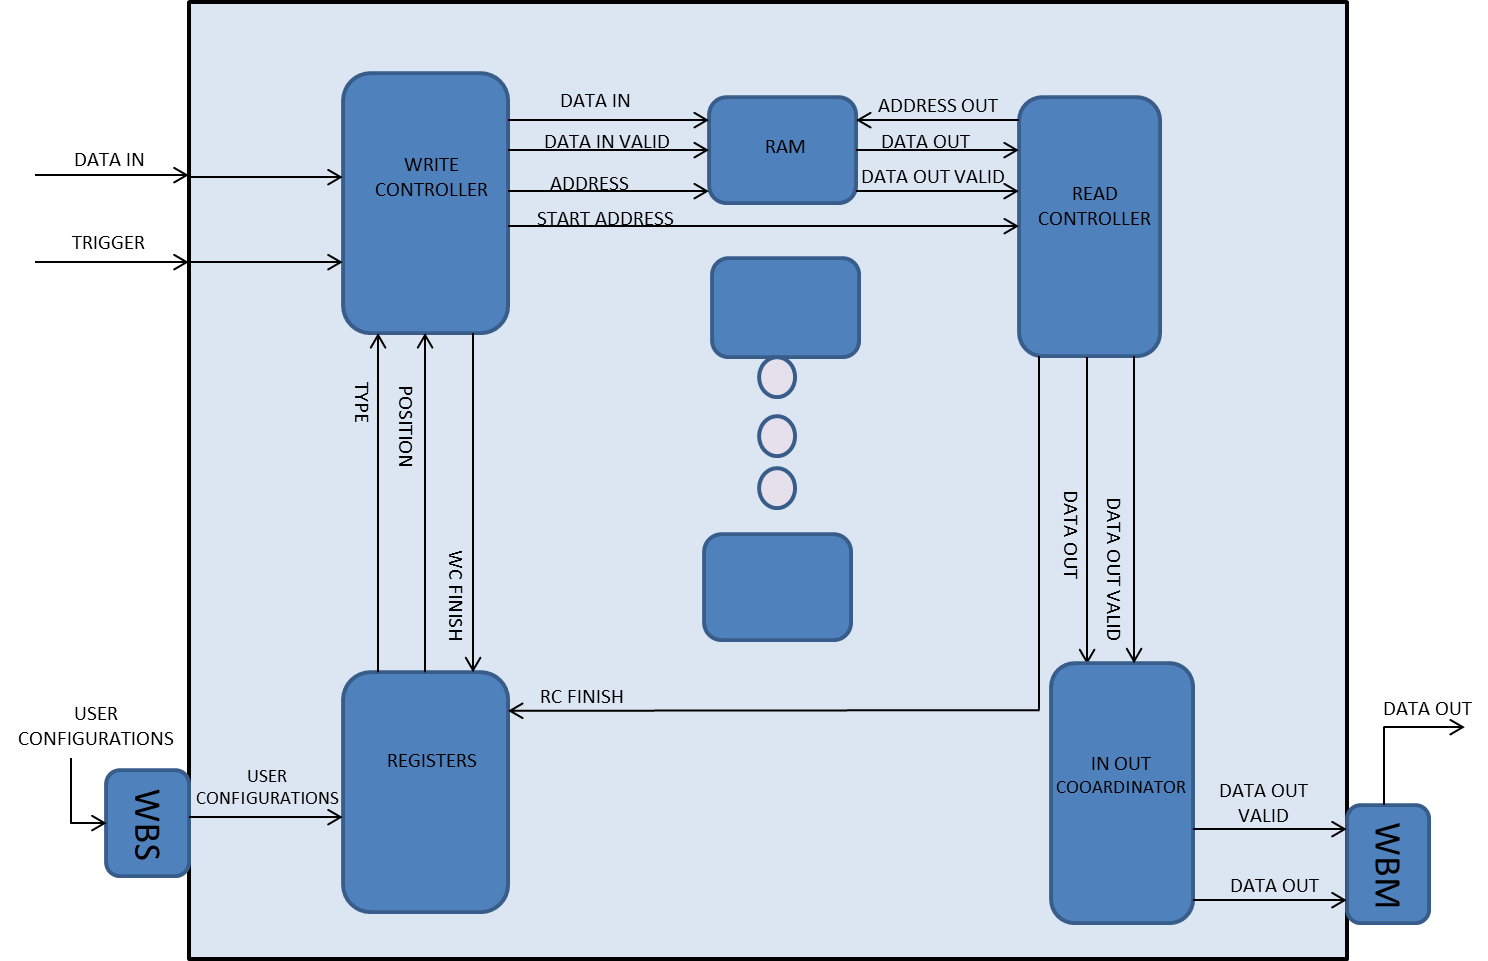 DATA IN
TRIGGER
WRITE
CONTROLLER
DATA IN
DATA IN VALID
ADDRESS
START ADDRESS
RAM
ADDRESS OUT
DATA OUT
DATA OUT VALID
READ
CONTROLLER
TYPE
POSITION
WC FINISH
DATA OUT
DATA OUT VALID
RC FINISH
USER
CONFIGURATIONS
WBS
USER
CONFIGURATIONS
REGISTERS
IN OUT
COOARDINATOR
DATA OUT
VALID
DATA OUT
WBM
DATA OUT